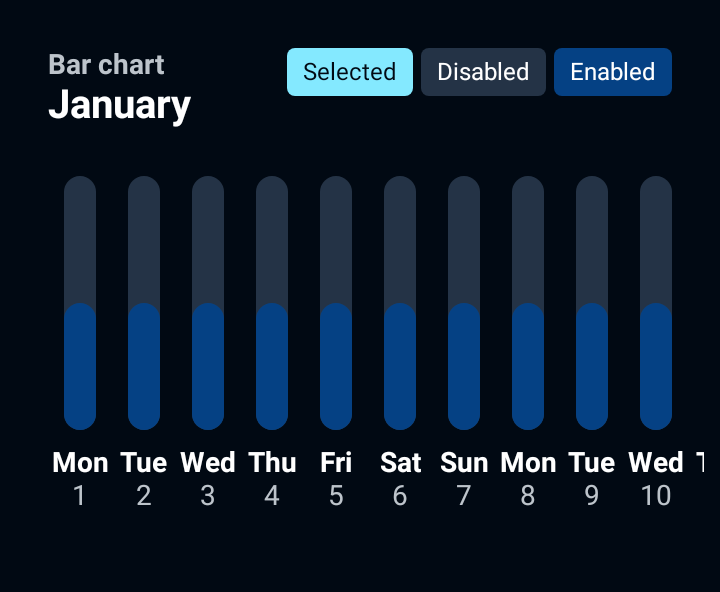 Bar chart
January
Selected Disabled Enabled
Mon Tue Wed Thu Fri Sat Sun Mon Tue Wed
1 2 3 4 5 6 7 8 9 10